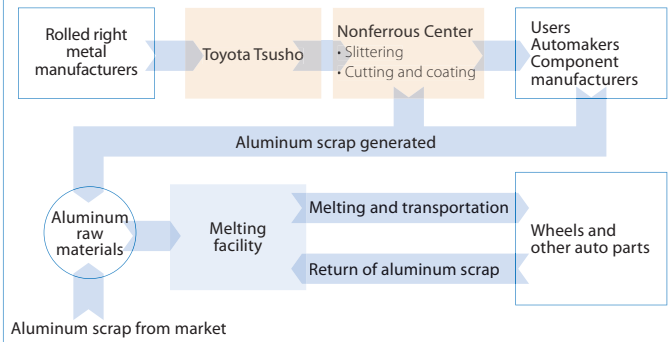 Rolled right
metal
manufacturers
Toyota Tsusho
Nonferrous Center
• Slittering
• Cutting and coating
Users
Automakers
Component
manufacturers
Aluminum scrap generated
Aluminum
raw
materials
Melting
facility
Melting and transportation
Return of aluminum scrap
Wheels and
other auto parts
Aluminum scrap from market